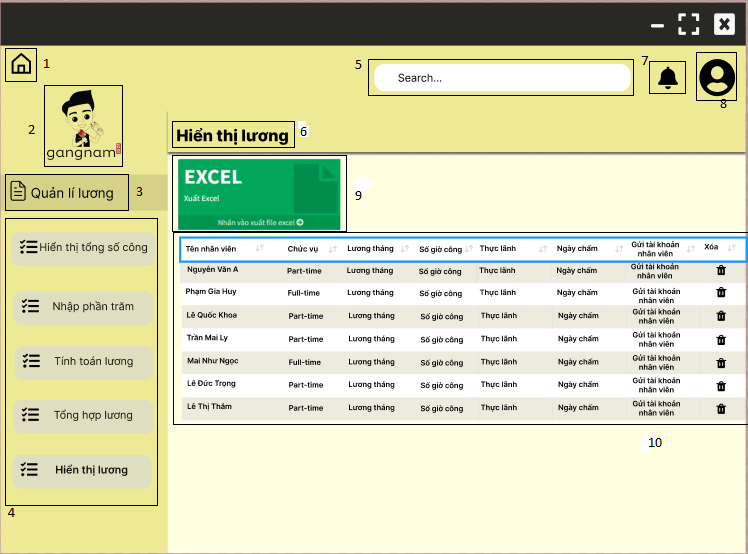 1
5
Search...
7
8
2
gangnam
Hiển thị lương
6
Quản lí lương
3
EXCEL
Xuất Excel
Nhấn vào xuất file excel
9
Hiển thị tổng số công
Nhập phần trăm
Tính toán lương
Tổng hợp lương
Hiển thị lương
4
Tên nhân viên Chức vụ Lương tháng Số giờ công Thực lãnh Ngày chấm Gửi tài khoản nhân viên Xóa
Nguyễn Văn A Part-time Lương tháng Số giờ công Thực lãnh Ngày chấm Gửi tài khoản nhân viên
Phạm Gia Huy Full-time Lương tháng Số giờ công Thực lãnh Ngày chấm Gửi tài khoản nhân viên
Lê Quốc Khoa Part-time Lương tháng Số giờ công Thực lãnh Ngày chấm Gửi tài khoản nhân viên
Trần Mai Ly Part-time Lương tháng Số giờ công Thực lãnh Ngày chấm Gửi tài khoản nhân viên
Mai Như Ngọc Full-time Lương tháng Số giờ công Thực lãnh Ngày chấm Gửi tài khoản nhân viên
Lê Đức Trọng Part-time Lương tháng Số giờ công Thực lãnh Ngày chấm Gửi tài khoản nhân viên
Lê Thị Thắm Part-time Lương tháng Số giờ công Thực lãnh Ngày chấm Gửi tài khoản nhân viên
10